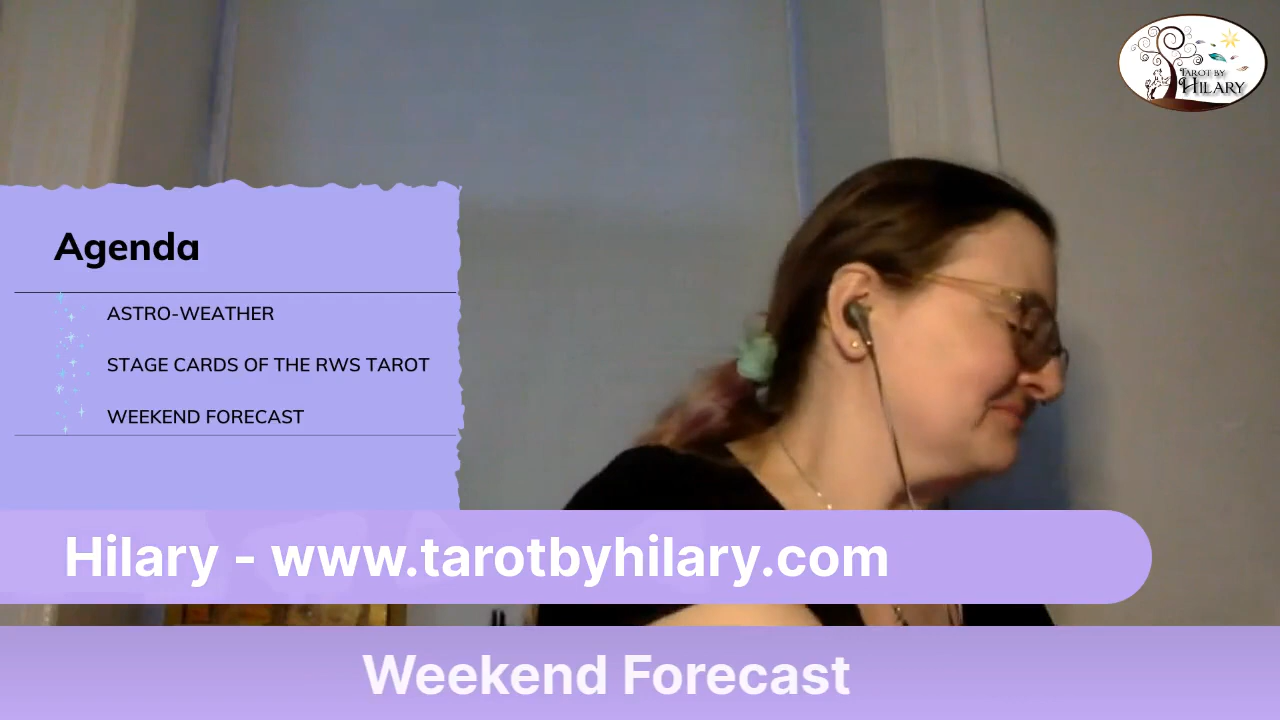 TAROT BY
HILARY
Agenda
ASTRO-WEATHER
STAGE CARDS OF THE RWS TAROT
WEEKEND FORECAST
Hilary - www.tarotbyhilary.com
Weekend Forecast